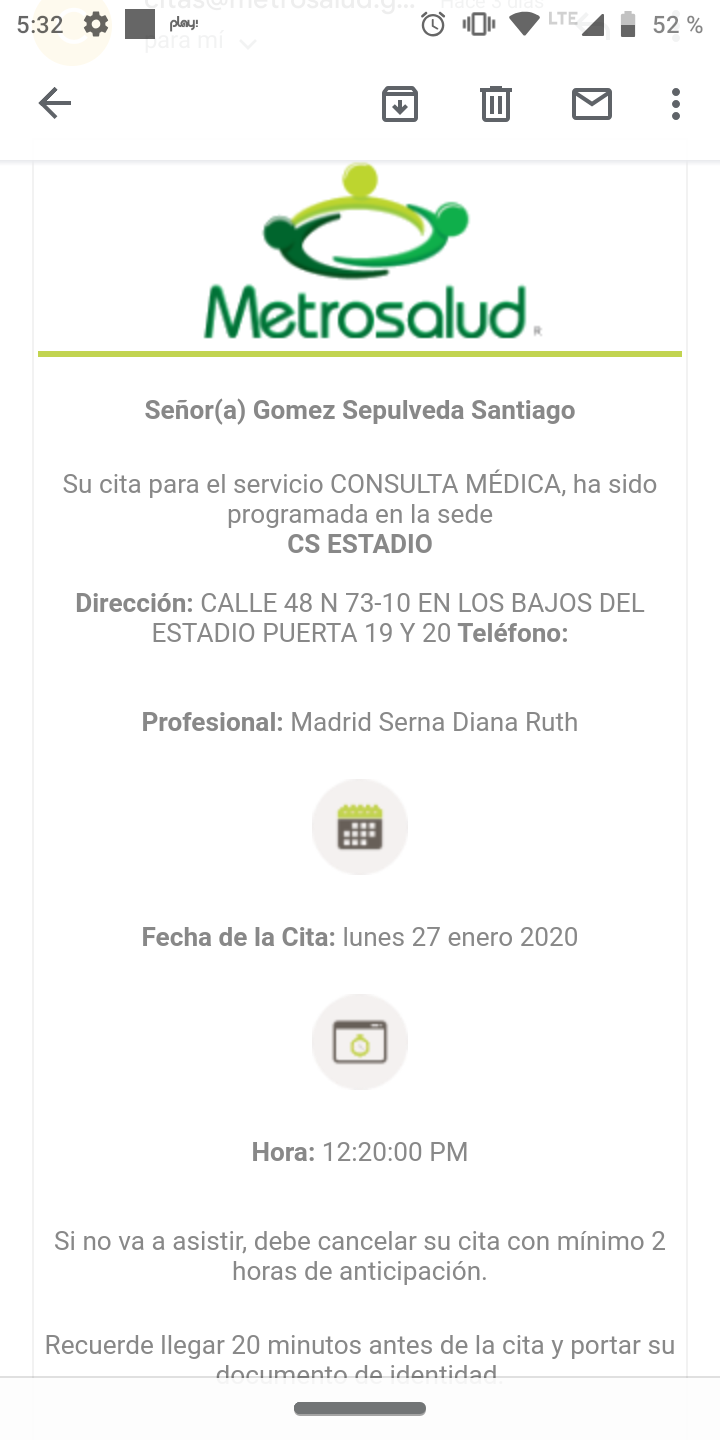 citas@metrosalud.g... Hace 3 días
5:32 play! LTE 52 %
para mí
Metrosalud R
Señor(a) Gomez Sepulveda Santiago
Su cita para el servicio CONSULTA MÉDICA, ha sido
programada en la sede
CS ESTADIO
Dirección: CALLE 48 N 73-10 EN LOS BAJOS DEL
ESTADIO PUERTA 19 Y 20 Teléfono:
Profesional: Madrid Serna Diana Ruth
Fecha de la Cita: lunes 27 enero 2020
Hora: 12:20:00 PM
Si no va a asistir, debe cancelar su cita con mínimo 2
horas de anticipación.
Recuerde llegar 20 minutos antes de la cita y portar su
documento de identidad.